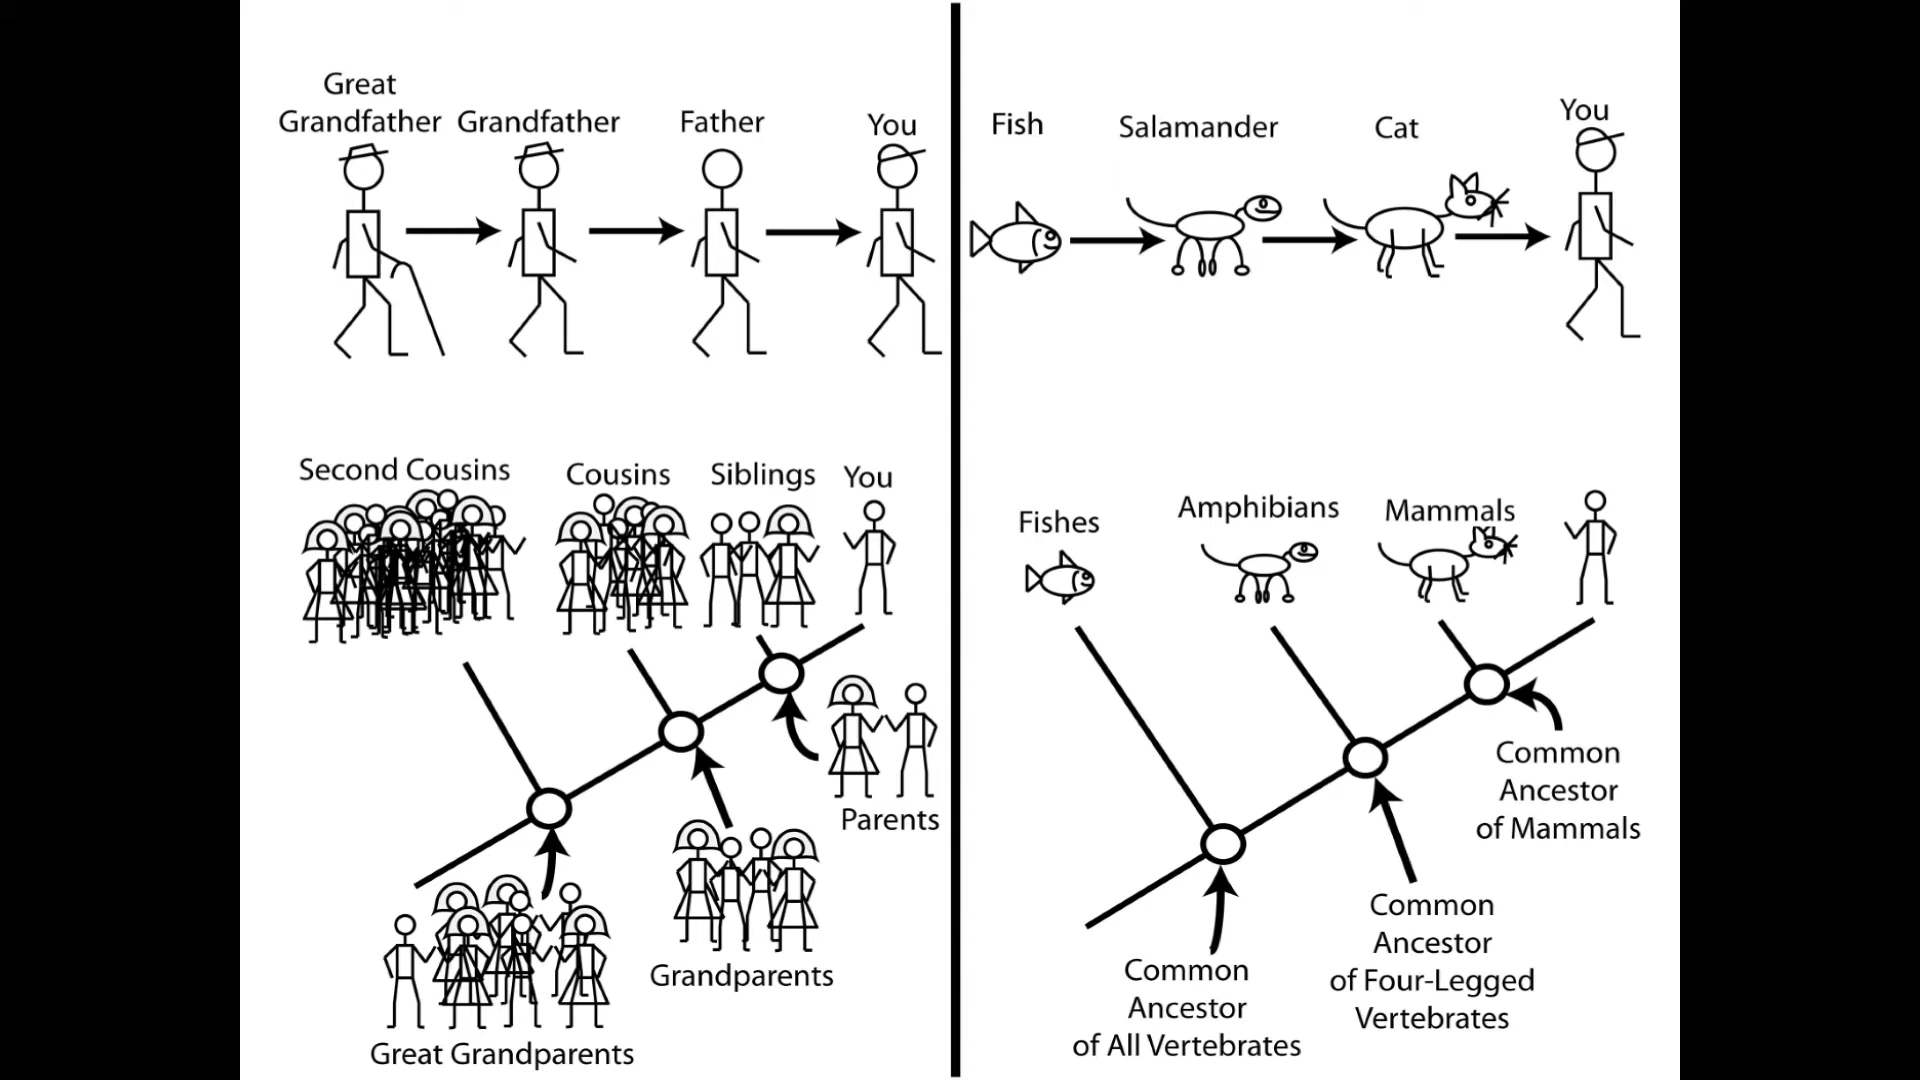 Great
Grandfather
Grandfather
Father
You
Second Cousins
Cousins
Siblings
You
Parents
Grandparents
Great Grandparents
Fish
Salamander
Cat
You
Fishes
Amphibians
Mammals
Common
Ancestor
of Mammals
Common
Ancestor
of Four-Legged
Vertebrates
Common
Ancestor
of All Vertebrates